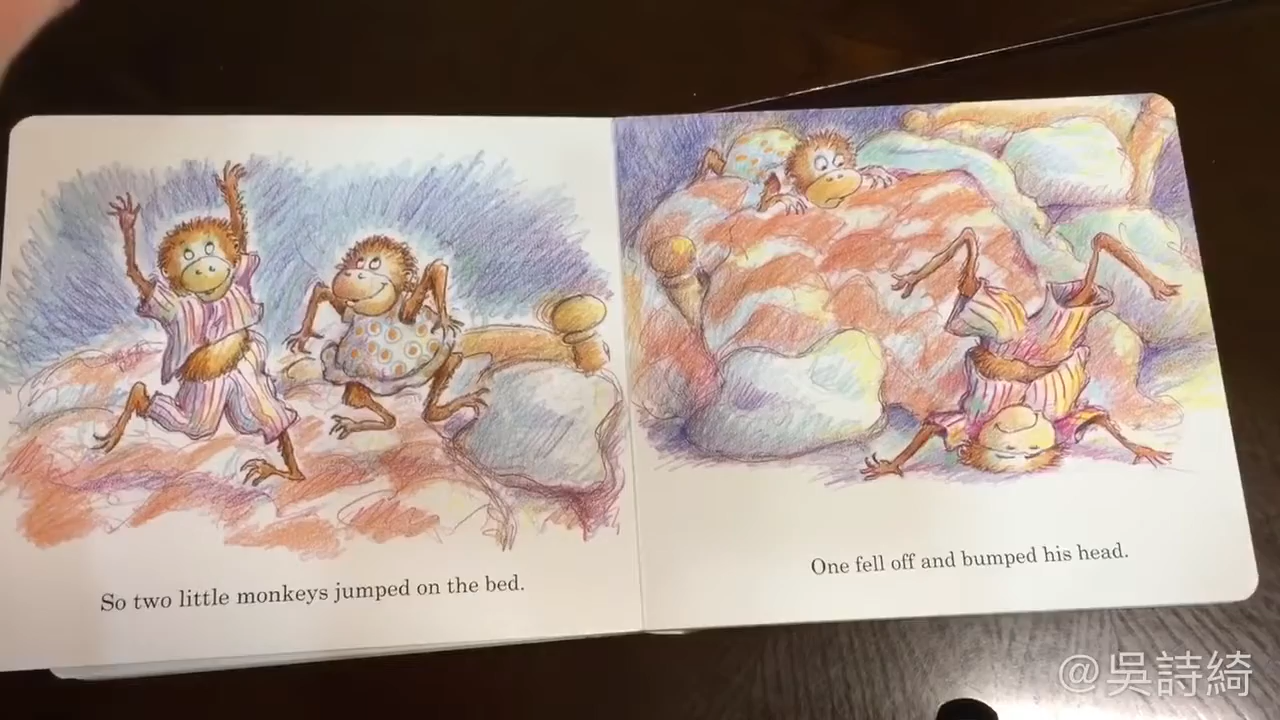 So two little monkeys jumped on the bed.
One fell off and bumped his head.
@吳詩綺